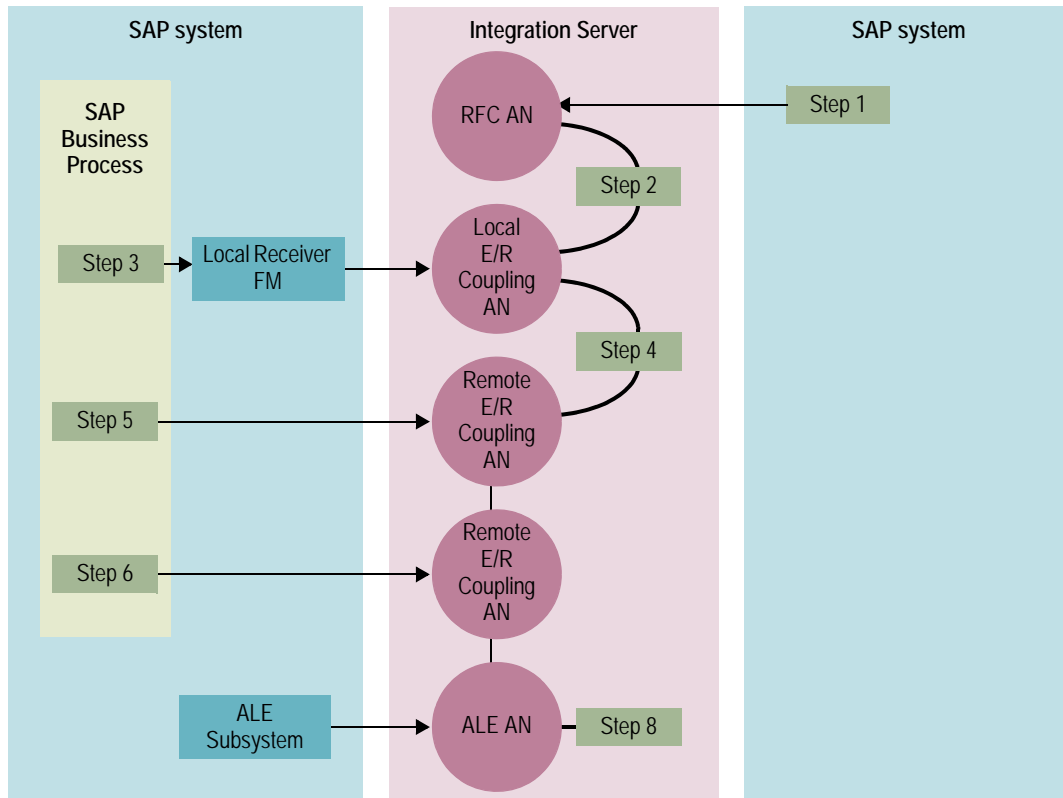 SAP system
Integration Server
SAP system
SAP
Business
Process
RFC AN
Step 1
Step 2
Step 3
Local Receiver
FM
Local
E/R
Coupling
AN
Step 4
Step 5
Remote
E/R
Coupling
AN
Step 6
Remote
E/R
Coupling
AN
ALE
Subsystem
ALE AN
Step 8